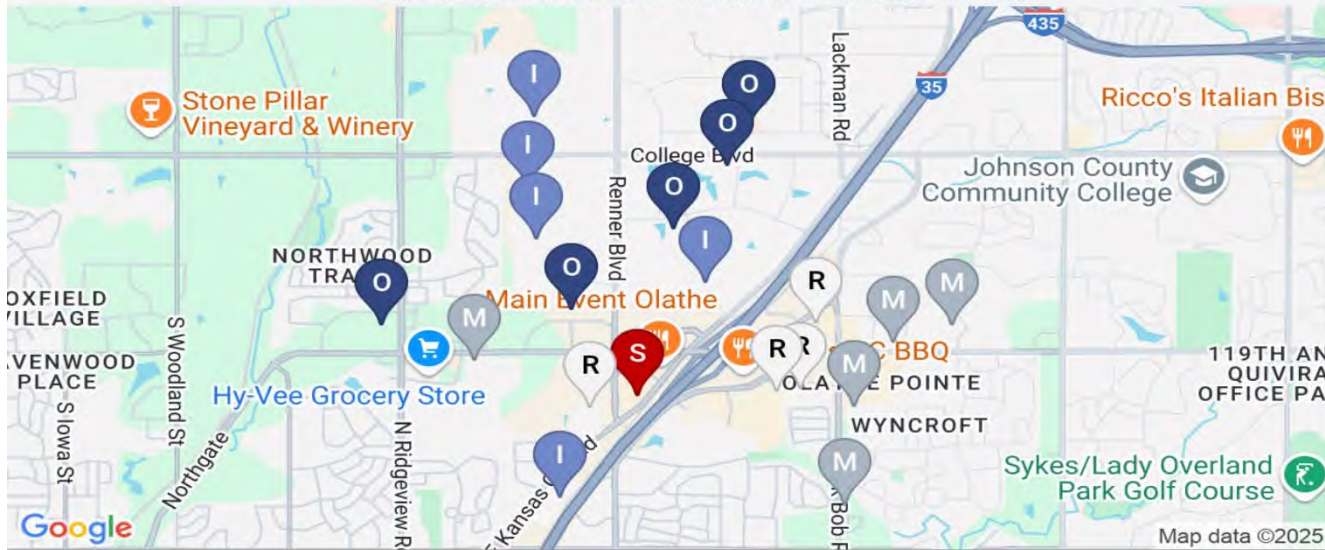 435
Lackman Rd
35
I
O
Stone Pillar
Vineyard & Winery
Ricco's Italian Bis
O
I
College Blvd
Johnson County
Community College
Renner Blvd
I
O
I
NORTHWOOD
TRA
O
O
R
M
M
Main Event Olathe
OXFIELD
VILLAGE
S Woodland St
M
R
S
R
R
C BBQ
M
AVENWOOD
PLACE
OLATHE POINTE
119TH AN
QUIVIRA
OFFICE PA
Hy-Vee Grocery Store
S Iowa St
N Ridgeview R
WYNCROFT
I
M
Northgate
Kansas
Bob
Sykes/Lady Overland
Park Golf Course
Google
Map data ©2025